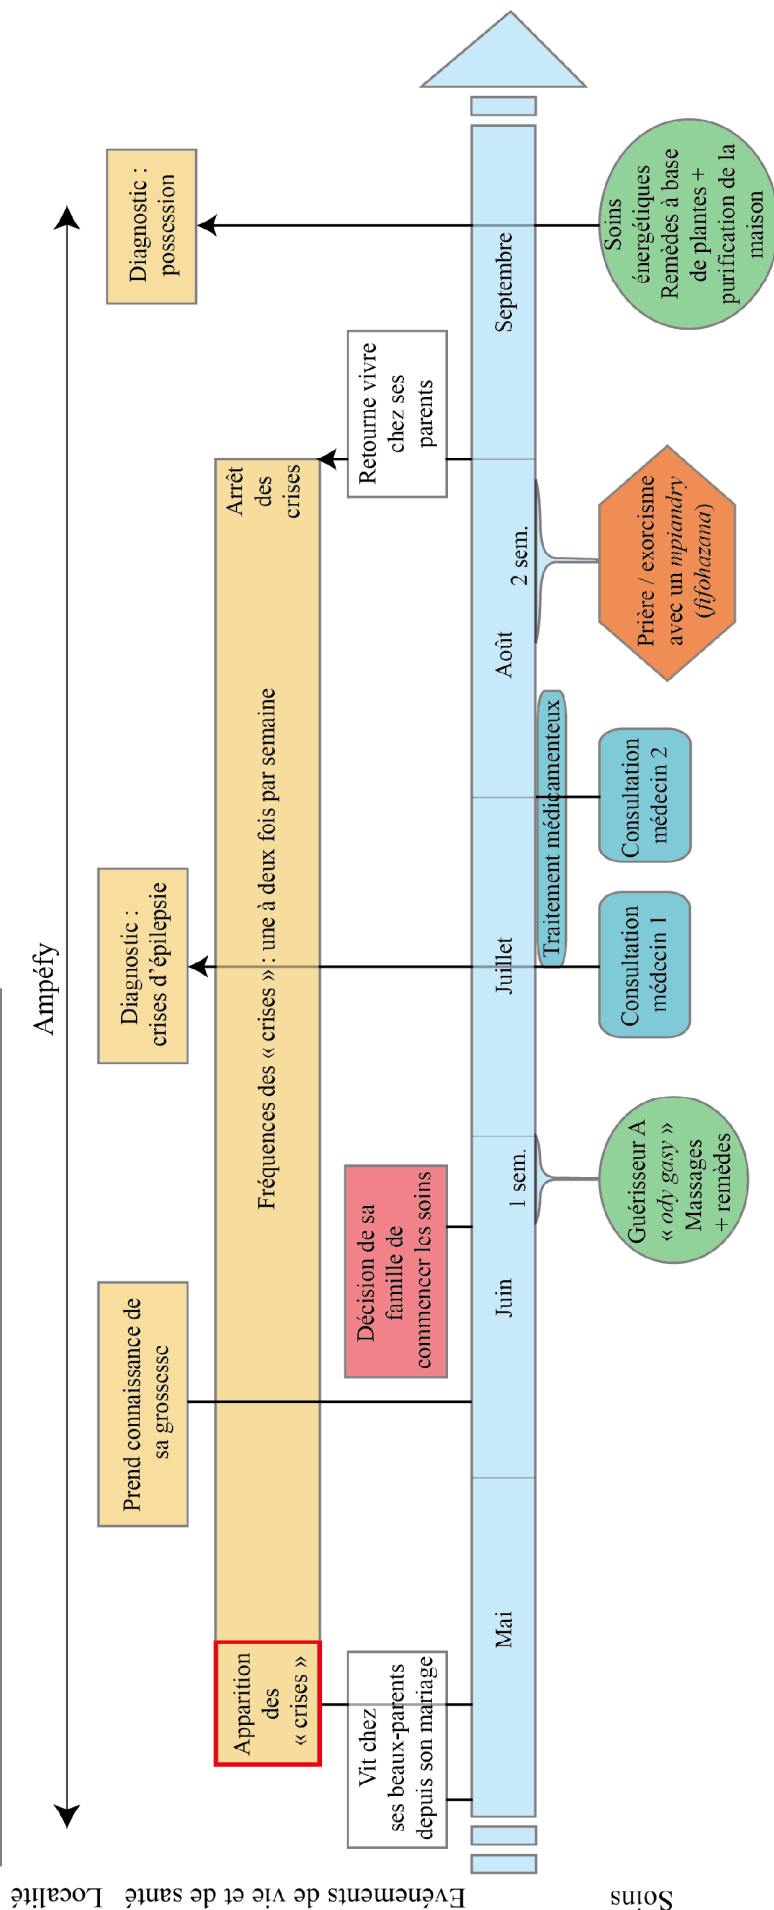 Localité
Ampéfy
Evénements de vie et de santé
Prend connaissance de
sa grossesse
Diagnostic :
crises d’épilepsie
Diagnostic :
possession
Apparition
des
« crises »
Fréquences des « crises » : une à deux fois par semaine
Arrêt
des
crises
Vit chez
ses beaux-parents
depuis son mariage
Décision de sa
famille de
commencer les soins
Retourne vivre
chez ses
parents
Mai
Juin
1 sem.
Juillet
Août
2 sem.
Septembre
Traitement médicamenteux
Soins
Guérisseur A
« ody gasy »
Massages
+ remèdes
Consultation
médecin 1
Consultation
médecin 2
Prière / exorcisme
avec un mpiandry
(fifohazana)
Soins
énergétiques
Remèdes à base
de plantes +
purification de la
maison